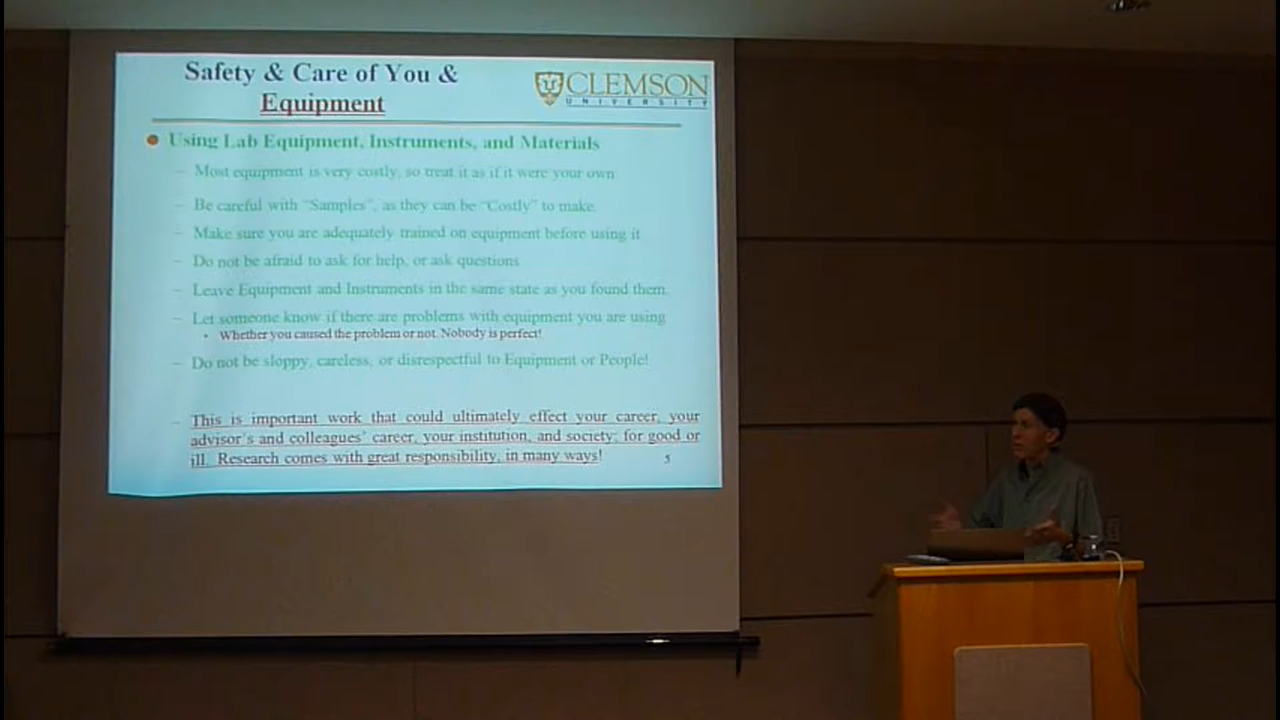 Safety & Care of You &
Equipment
CLEMSON
UNIVERSITY
Using Lab Equipment, Instruments, and Materials
– Most equipment is very costly, so treat it as if it were your own
– Be careful with "Samples", as they can be "Costly" to make.
– Make sure you are adequately trained on equipment before using it
– Do not be afraid to ask for help, or ask questions
– Leave Equipment and Instruments in the same state as you found them.
– Let someone know if there are problems with equipment you are using
• Whether you caused the problem or not. Nobody is perfect!
– Do not be sloppy, careless, or disrespectful to Equipment or People!
– This is important work that could ultimately effect your career, your
advisor's and colleagues' career, your institution, and society; for good or
ill. Research comes with great responsibility, in many ways!
5